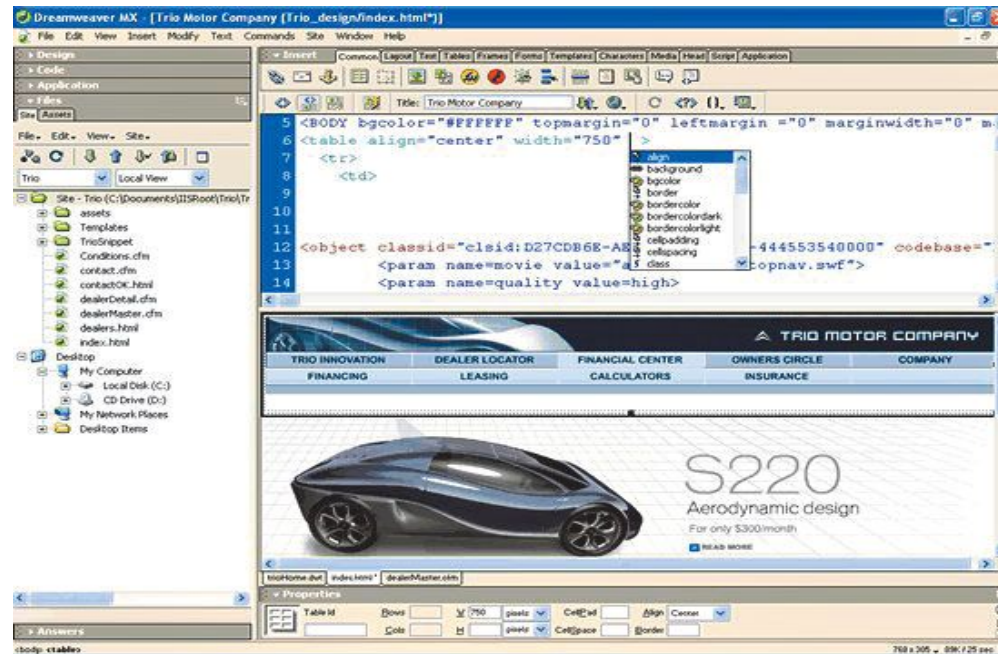 Dreamweaver MX - [Trio Motor Company (Trio_design/index.html*)]
File Edit View Insert Modify Text Commands Site Window Help
Design
Code
Application
Files
Site Assets
File Edit View Site
Trio Local View
Site - Trio (C:\Documents\IISRoot\Trio\Tr
assets
Templates
TrioSnippet
Conditions.cfm
contact.cfm
contactOK.html
dealerDetail.cfm
dealerMaster.cfm
dealers.html
index.html
Desktop
My Computer
Local Disk (C:)
CD Drive (D:)
My Network Places
Desktop Items
Answers
<body> <table>
Insert Common Layout Text Tables Frames Forms Templates Characters Media Head Script Application
Title: Trio Motor Company
5 <BODY bgcolor="#FFFFFF" topmargin="0" leftmargin ="0" marginwidth="0" m
6 <table align="center" width="750" >
7 <tr>
8 <td>
9
10
11
12 <object classid="clsid:D27CDB6E-AE -444553540000" codebase="
13 <param name=movie value="a topnav.swf">
14 <param name=quality value=high>
align
background
bgcolor
border
bordercolor
bordercolordark
bordercolorlight
cellpadding
cellspacing
class
TRIO MOTOR COMPANY
TRIO INNOVATION DEALER LOCATOR FINANCIAL CENTER OWNERS CIRCLE COMPANY
FINANCING LEASING CALCULATORS INSURANCE
S220
Aerodynamic design
For only $300/month
READ MORE
trioHome.dwt index.html* dealerMaster.cfm
Properties
Table Id Rows W 750 pixels CellPad Align Center
Cols H pixels CellSpace Border
768 x 305 89K / 25 sec